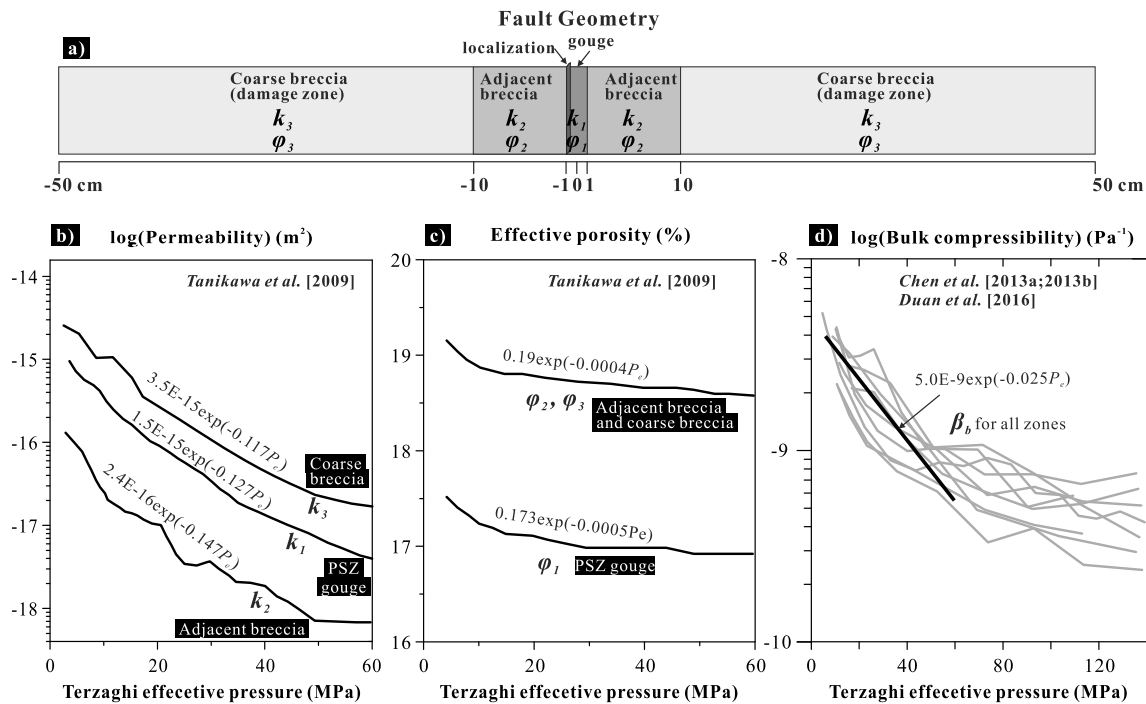 Fault Geometry
a)
localization
gouge
Coarse breccia
(damage zone)
k3
φ3
Adjacent
breccia
k2
φ2
k1
φ1
Adjacent
breccia
k2
φ2
Coarse breccia
(damage zone)
k3
φ3
-50 cm
-10
-1 0 1
10
50 cm
b) log(Permeability) (m²)
Tanikawa et al. [2009]
-14
-15
-16
-17
-18
3.5E-15exp(-0.117Pe)
1.5E-15exp(-0.127Pe)
2.4E-16exp(-0.147Pe)
Coarse
breccia
k3
k1
PSZ
gouge
k2
Adjacent breccia
0 20 40 60
Terzaghi effecetive pressure (MPa)
c) Effective porosity (%)
Tanikawa et al. [2009]
20
19
18
17
16
0.19exp(-0.0004Pe)
φ2, φ3
Adjacent breccia
and coarse breccia
0.173exp(-0.0005Pe)
φ1 PSZ gouge
0 20 40 60
Terzaghi effecetive pressure (MPa)
d) log(Bulk compressibility) (Pa⁻¹)
Chen et al. [2013a;2013b]
Duan et al. [2016]
-8
-9
-10
5.0E-9exp(-0.025Pe)
βb for all zones
0 40 80 120
Terzaghi effecetive pressure (MPa)